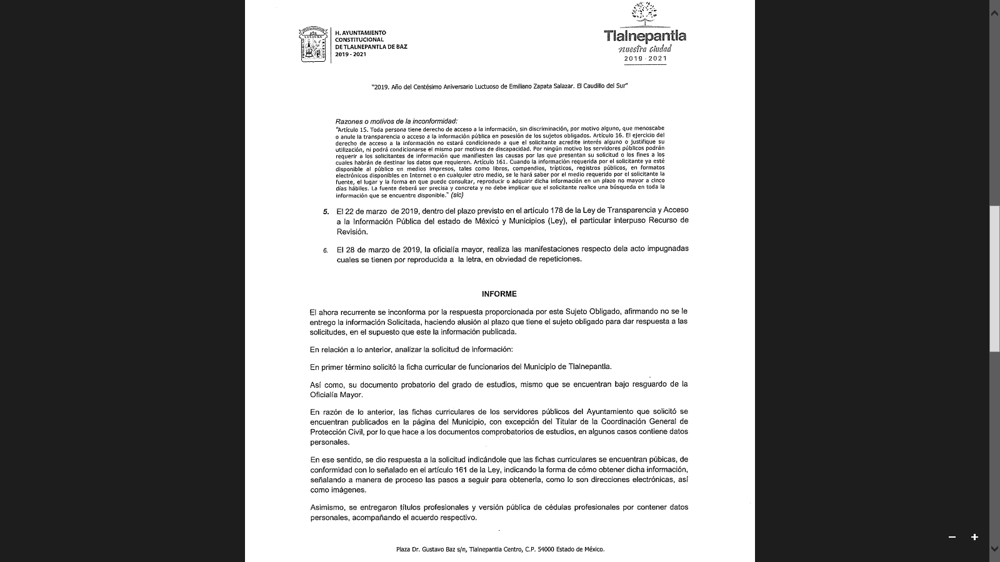 H. AYUNTAMIENTO
CONSTITUCIONAL
DE TLALNEPANTLA DE BAZ
2019 - 2021
Tlalnepantla
nuestra ciudad
2019 - 2021
"2019. Año del Centésimo Aniversario Luctuoso de Emiliano Zapata Salazar. El Caudillo del Sur"
Razones o motivos de la inconformidad:
"Artículo 15. Toda persona tiene derecho de acceso a la información, sin discriminación, por motivo alguno, que menoscabe
o anule la transparencia o acceso a la información pública en posesión de los sujetos obligados. Artículo 16. El ejercicio del
derecho de acceso a la información no estará condicionado a que el solicitante acredite interés alguno o justifique su
utilización, ni podrá condicionarse el mismo por motivos de discapacidad. Por ningún motivo los servidores públicos podrán
requerir a los solicitantes de información que manifiesten las causas por las que presentan su solicitud o los fines a los
cuales habrán de destinar los datos que requieren. Artículo 161. Cuando la información requerida por el solicitante ya esté
disponible al público en medios impresos, tales como libros, compendios, trípticos, registros públicos, en formatos
electrónicos disponibles en Internet o en cualquier otro medio, se le hará saber por el medio requerido por el solicitante la
fuente, el lugar y la forma en que puede consultar, reproducir o adquirir dicha información en un plazo no mayor a cinco
días hábiles. La fuente deberá ser precisa y concreta y no debe implicar que el solicitante realice una búsqueda en toda la
información que se encuentre disponible." (sic)
5. El 22 de marzo de 2019, dentro del plazo previsto en el artículo 178 de la Ley de Transparencia y Acceso
a la Información Pública del estado de México y Municipios (Ley), el particular interpuso Recurso de
Revisión.
6. El 28 de marzo de 2019, la oficialía mayor, realiza las manifestaciones respecto dela acto impugnadas
cuales se tienen por reproducida a la letra, en obviedad de repeticiones.
INFORME
El ahora recurrente se inconforma por la respuesta proporcionada por este Sujeto Obligado, afirmando no se le
entrego la información Solicitada, haciendo alusión al plazo que tiene el sujeto obligado para dar respuesta a las
solicitudes, en el supuesto que este la información publicada.
En relación a lo anterior, analizar la solicitud de información:
En primer término solicitó la ficha curricular de funcionarios del Municipio de Tlalnepantla.
Así como, su documento probatorio del grado de estudios, mismo que se encuentran bajo resguardo de la
Oficialía Mayor.
En razón de lo anterior, las fichas curriculares de los servidores públicos del Ayuntamiento que solicitó se
encuentran publicados en la página del Municipio, con excepción del Titular de la Coordinación General de
Protección Civil, por lo que hace a los documentos comprobatorios de estudios, en algunos casos contiene datos
personales.
En ese sentido, se dio respuesta a la solicitud indicándole que las fichas curriculares se encuentran púbicas, de
conformidad con lo señalado en el artículo 161 de la Ley, indicando la forma de cómo obtener dicha información,
señalando a manera de proceso las pasos a seguir para obtenerla, como lo son direcciones electrónicas, así
como imágenes.
Asimismo, se entregaron títulos profesionales y versión pública de cédulas profesionales por contener datos
personales, acompañando el acuerdo respectivo.
Plaza Dr. Gustavo Baz s/n, Tlalnepantla Centro, C.P. 54000 Estado de México.